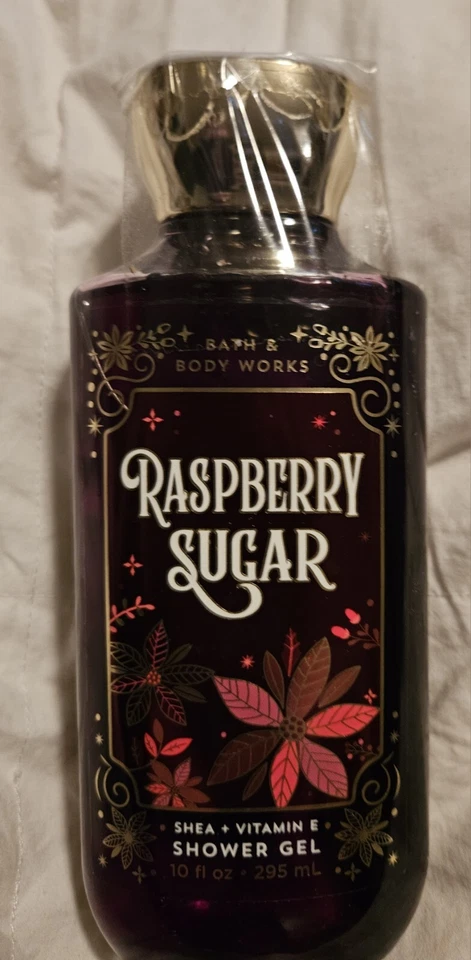 BATH &
BODY WORKS
RASPBERRY
SUGAR
SHEA + VITAMIN E
SHOWER GEL
10 fl oz • 295 mL